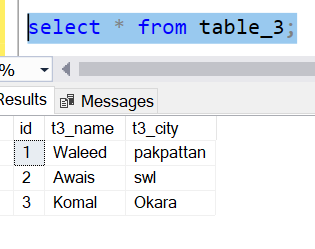 select * from table_3;
%
Results Messages
id t3_name t3_city
1 Waleed pakpattan
2 Awais swl
3 Komal Okara